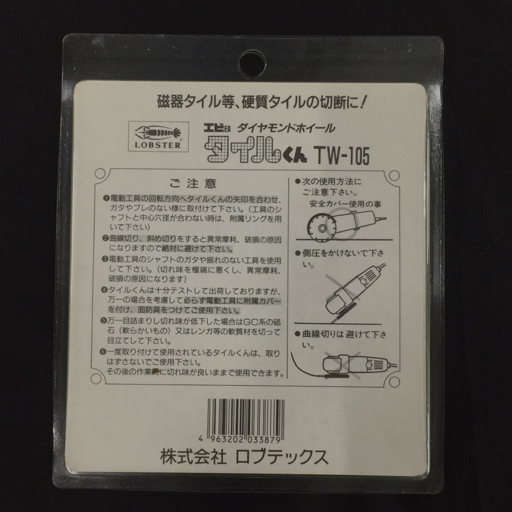 磁器タイル等、硬質タイルの切断に!
LOBSTER
エビ印 ダイヤモンドホイール
タイルくん TW-105
ご注意
❶電動工具の回転方向へタイルくんの矢印を合わせ、
ガタやブレのない様に取付けて下さい。(工具のシ
ャフトと中心穴径が合わない時は、附属リングを用
いて下さい)
❷曲線切り、斜め切りをすると異常摩耗、破損の原因
になりますので絶対に避けて下さい。
❸電動工具のシャフトのガタや振れのない工具を使用
して下さい。(切れ味を極端に悪くし、異常摩耗、
破損の原因になります)
❹タイルくんは十分テストして出荷しておりますが、
万一の場合を考慮して必らず電動工具に附属カバー
を付け、面防具をつけてご使用下さい。
❺万一目詰まりし切れ味が低下した場合はGC系の砥
石(軟らかいもの)又はレンガ等の軟質材を切って
目立てして下さい。
❻一度取り付けて使用されているタイルくんは、取り
はずさないでご使用下さい。
その後の作業時に切れ味が良いままで使用できます。
●次の使用方法に
ご注意下さい。
安全カバー使用の事
●側圧をかけないで下さ
い。
●曲線切りは避けて下さ
い。
4 963202 033879
株式会社 ロブテックス